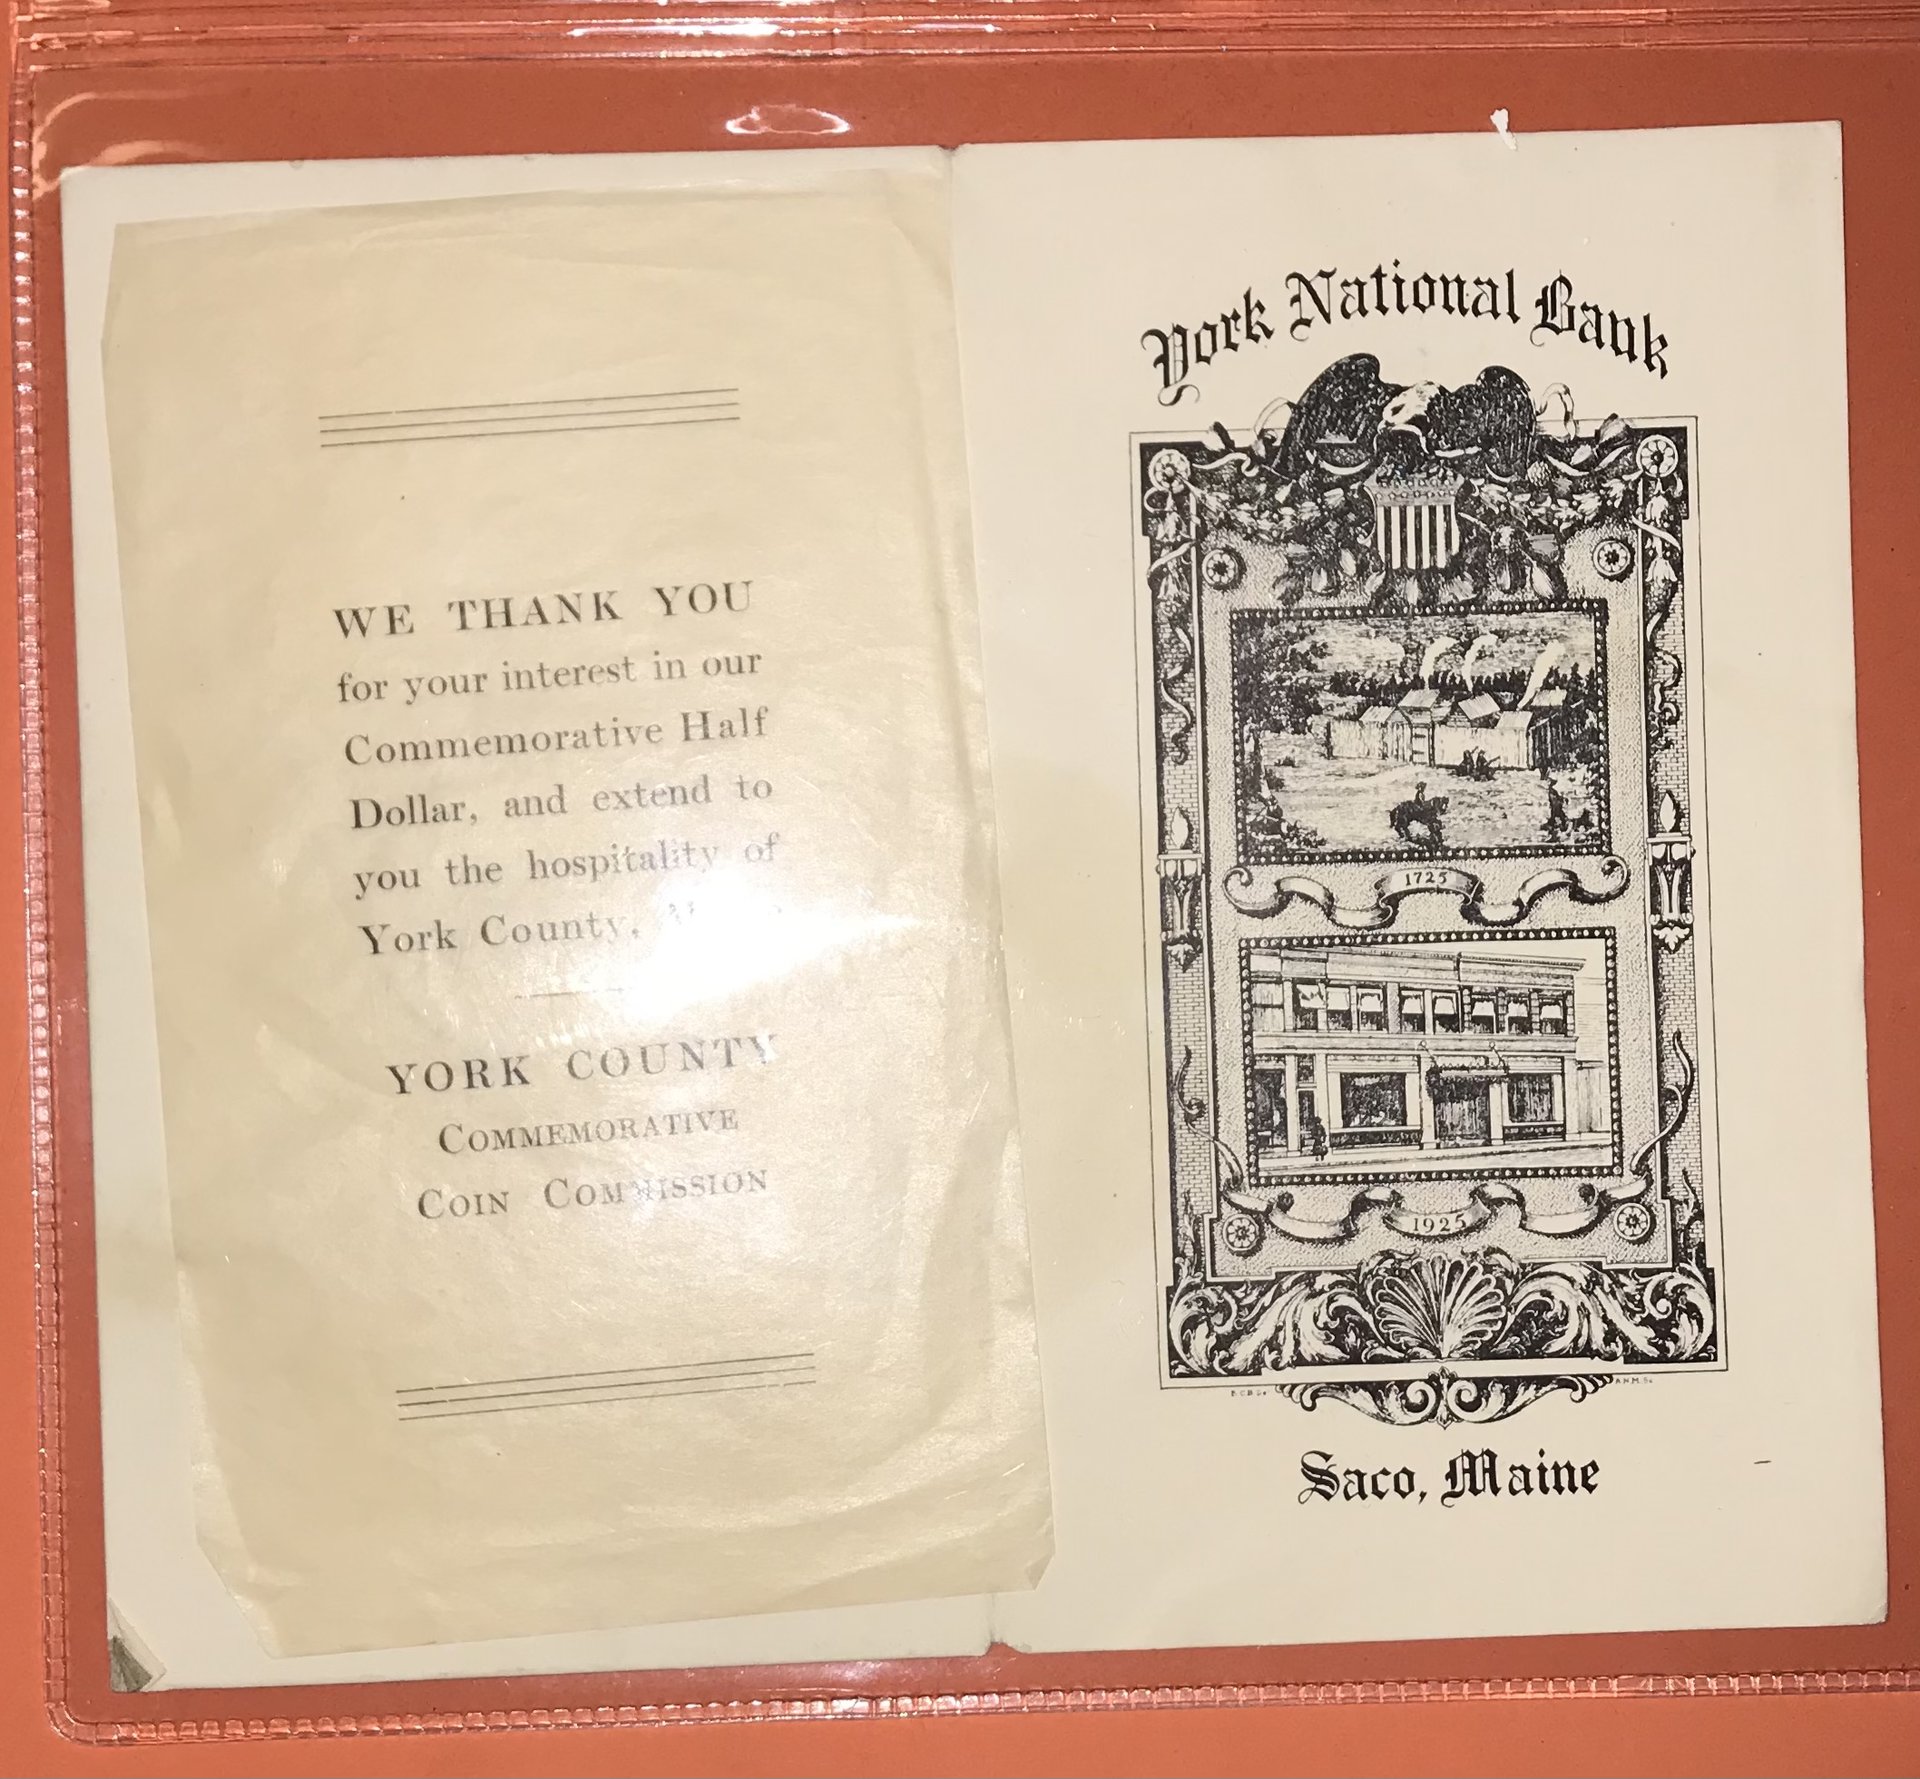 WE THANK YOU
for your interest in our
Commemorative Half
Dollar, and extend to
you the hospitality of
York County,
YORK COUNTY
COMMEMORATIVE
COIN COMMISSION
York National Bank
1725
1925
A.N.M. Sc
Saco, Maine